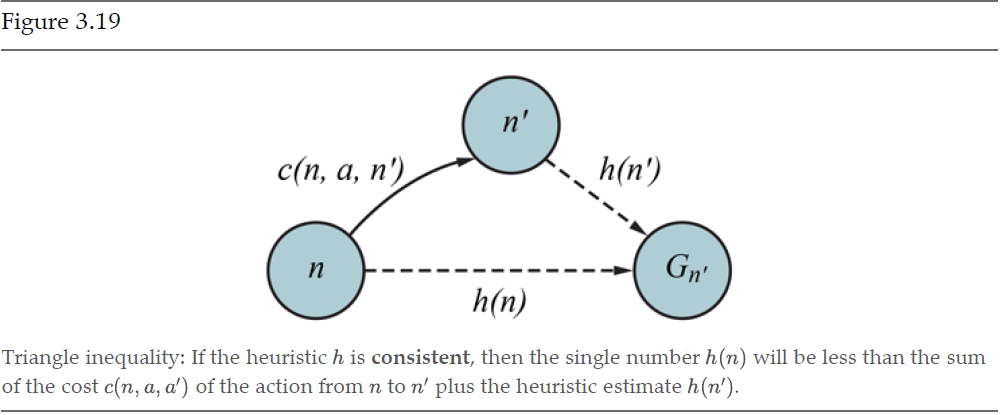 Figure 3.19
n'
c(n, a, n')
h(n')
n
G_{n'}
h(n)
Triangle inequality: If the heuristic h is consistent, then the single number h(n) will be less than the sum
of the cost c(n, a, a') of the action from n to n' plus the heuristic estimate h(n').